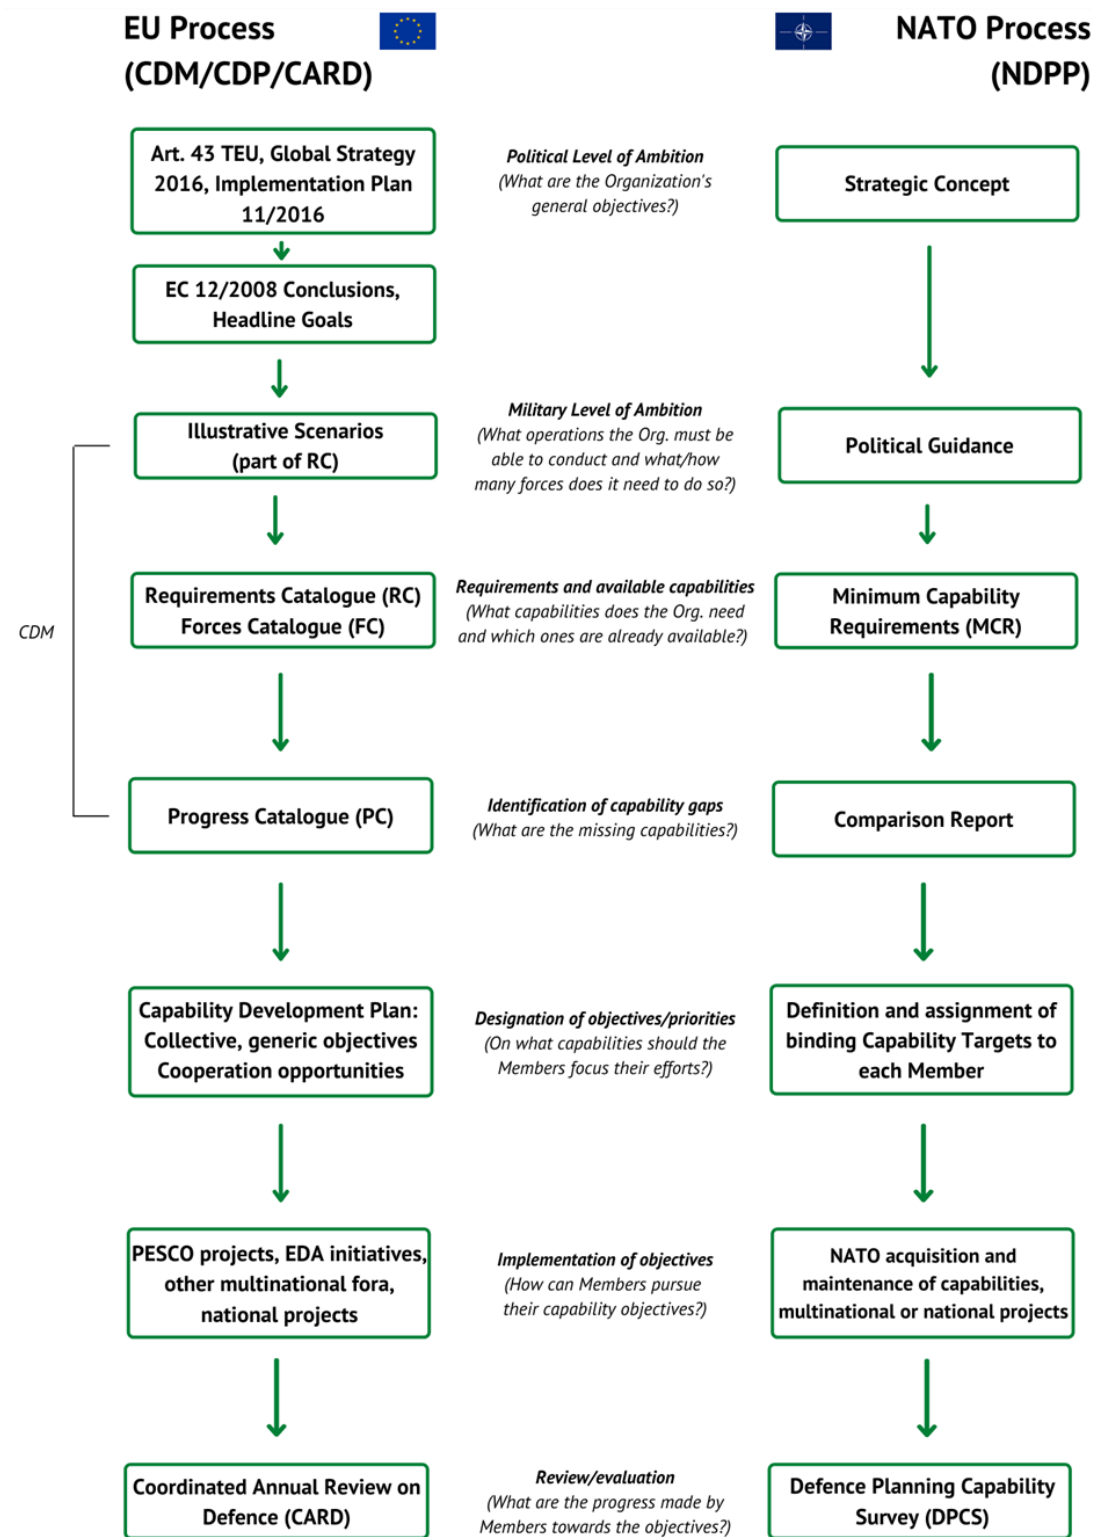 EU Process
(CDM/CDP/CARD)
NATO Process
(NDPP)
Art. 43 TEU, Global Strategy
2016, Implementation Plan
11/2016
Political Level of Ambition
(What are the Organization's
general objectives?)
Strategic Concept
EC 12/2008 Conclusions,
Headline Goals
Illustrative Scenarios
(part of RC)
Military Level of Ambition
(What operations the Org. must be
able to conduct and what/how
many forces does it need to do so?)
Political Guidance
CDM
Requirements Catalogue (RC)
Forces Catalogue (FC)
Requirements and available capabilities
(What capabilities does the Org. need
and which ones are already available?)
Minimum Capability
Requirements (MCR)
Progress Catalogue (PC)
Identification of capability gaps
(What are the missing capabilities?)
Comparison Report
Capability Development Plan:
Collective, generic objectives
Cooperation opportunities
Designation of objectives/priorities
(On what capabilities should the
Members focus their efforts?)
Definition and assignment of
binding Capability Targets to
each Member
PESCO projects, EDA initiatives,
other multinational fora,
national projects
Implementation of objectives
(How can Members pursue
their capability objectives?)
NATO acquisition and
maintenance of capabilities,
multinational or national projects
Coordinated Annual Review on
Defence (CARD)
Review/evaluation
(What are the progress made by
Members towards the objectives?)
Defence Planning Capability
Survey (DPCS)